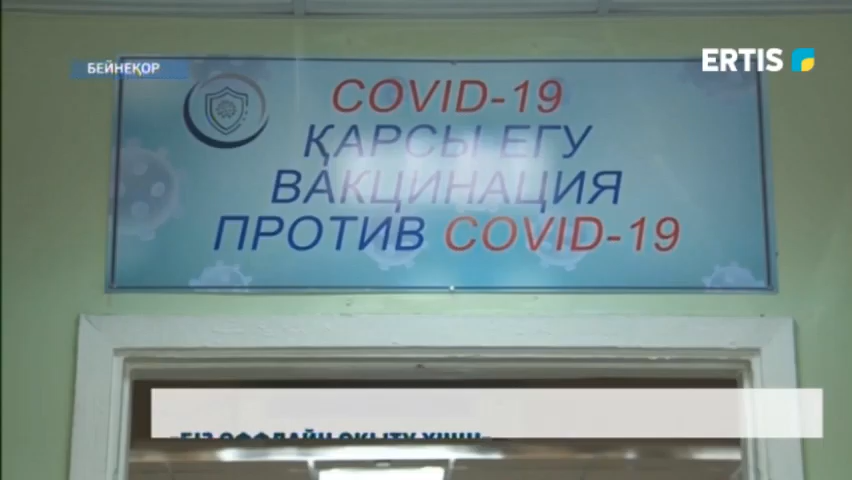 БЕЙНЕҚОР
ERTIS
COVID-19
ҚАРСЫ ЕГУ
ВАКЦИНАЦИЯ
ПРОТИВ COVID-19